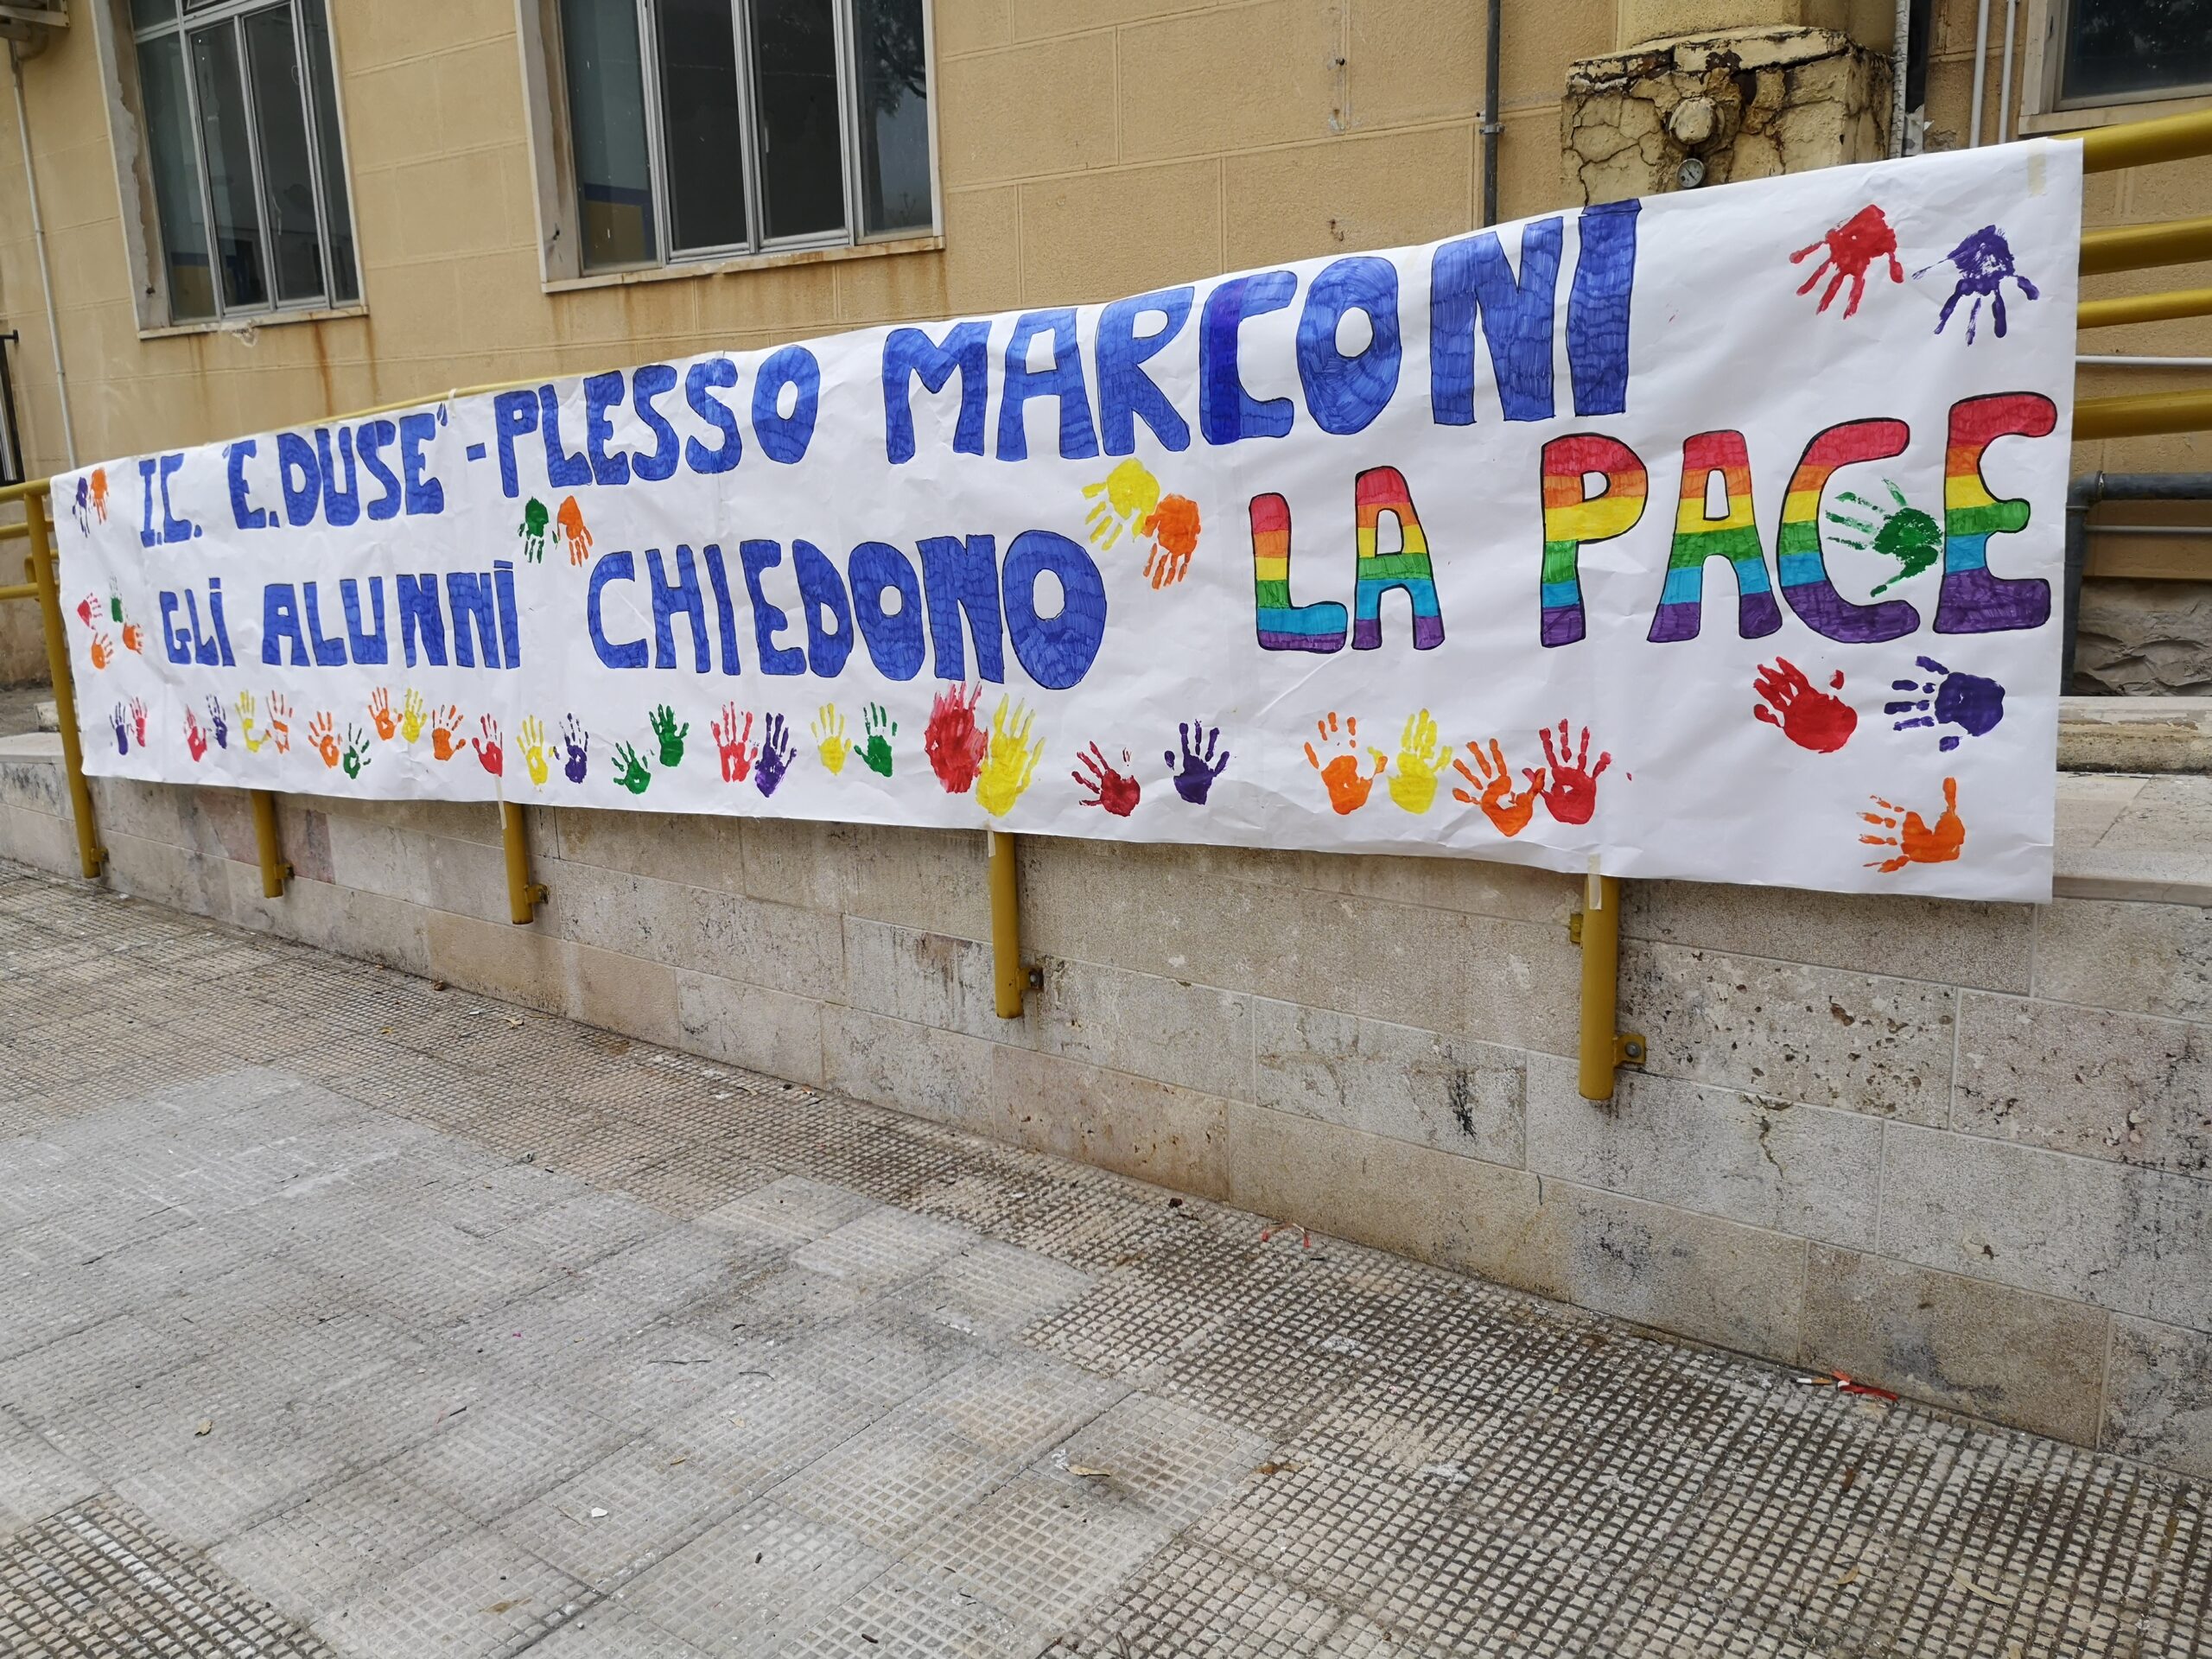 I.C. "E.DUSE" - PLESSO MARCONI
GLI ALUNNI CHIEDONO LA PACE